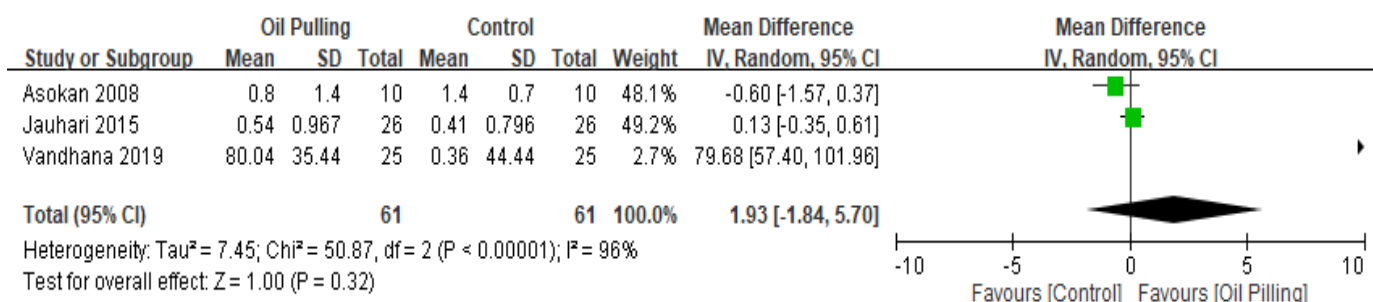 Oil Pulling Control Mean Difference Mean Difference
Study or Subgroup Mean SD Total Mean SD Total Weight IV, Random, 95% CI IV, Random, 95% CI
Asokan 2008 0.8 1.4 10 1.4 0.7 10 48.1% -0.60 [-1.57, 0.37]
Jauhari 2015 0.54 0.967 26 0.41 0.796 26 49.2% 0.13 [-0.35, 0.61]
Vandhana 2019 80.04 35.44 25 0.36 44.44 25 2.7% 79.68 [57.40, 101.96]
Total (95% CI) 61 61 100.0% 1.93 [-1.84, 5.70]
Heterogeneity: Tau² = 7.45; Chi² = 50.87, df = 2 (P < 0.00001); I² = 96%
Test for overall effect: Z = 1.00 (P = 0.32)
-10 -5 0 5 10
Favours [Control] Favours [Oil Pilling]